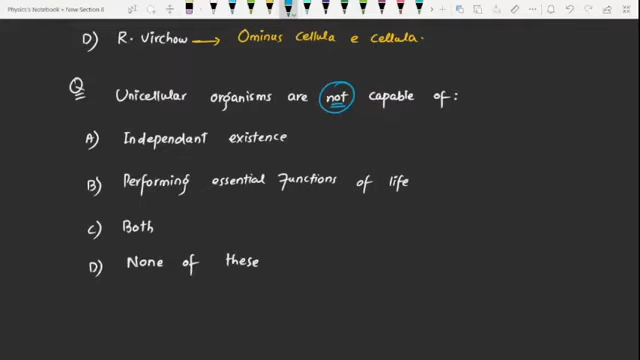 Physics's Notebook » New Section 8
D) R. Virchow → Ominus cellula e cellula.
Q Unicellular organisms are not capable of:
A) Independant existence
B) Performing essential functions of life
C) Both
D) None of these